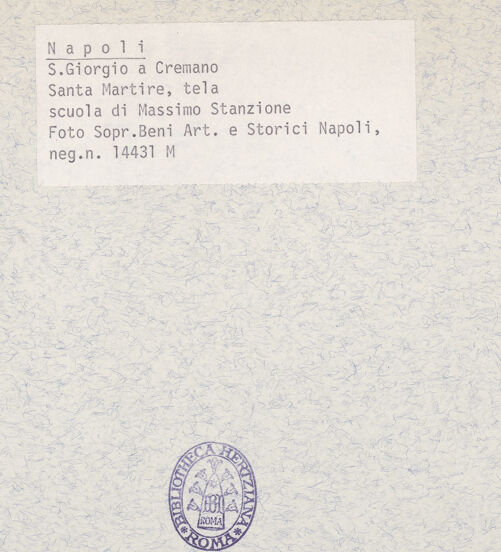 N a p o l i
S.Giorgio a Cremano
Santa Martire, tela
scuola di Massimo Stanzione
Foto Sopr.Beni Art. e Storici Napoli,
neg.n. 14431 M
BIBLIOTHECA HERTZIANA
ROMA
*ROMA*